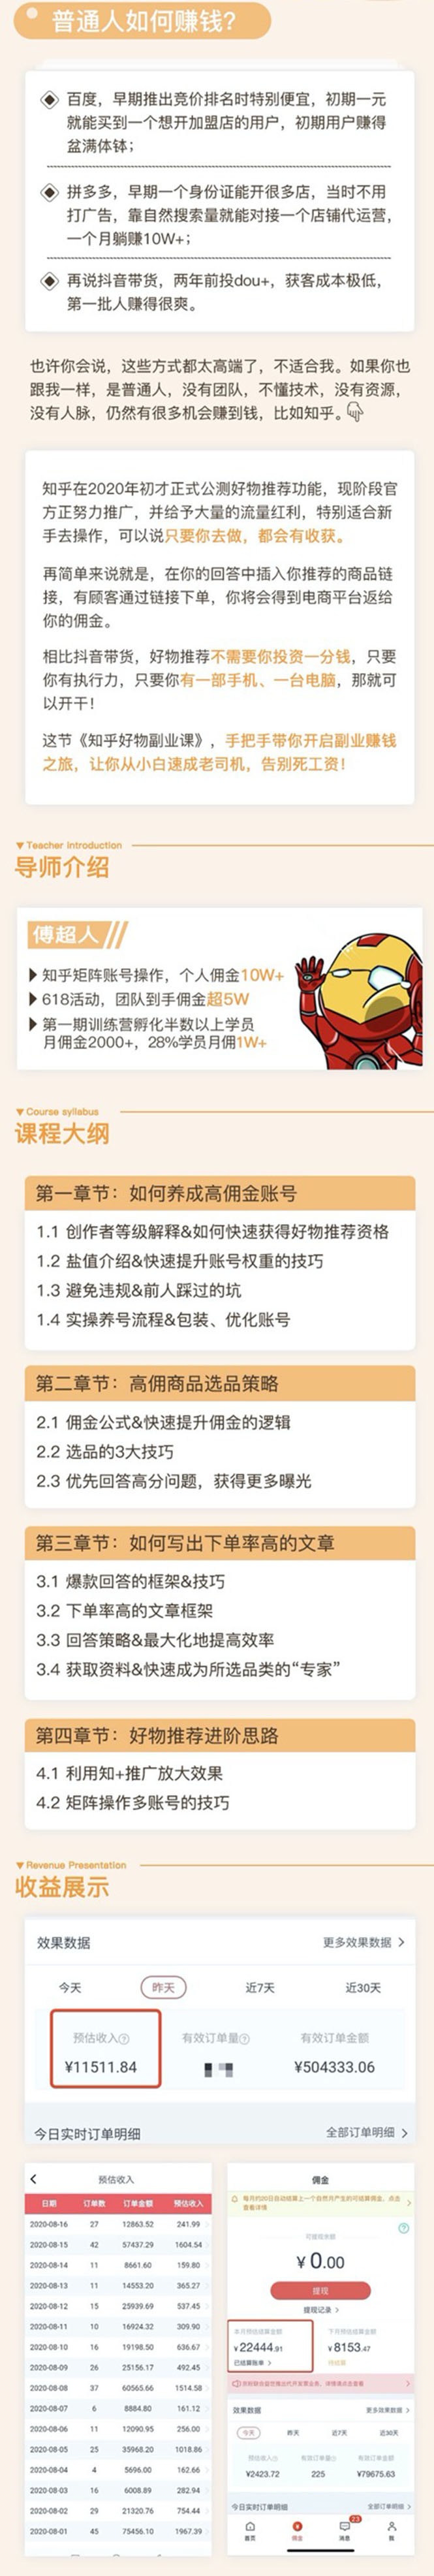 普通人如何赚钱?
百度，早期推出竞价排名时特别便宜，初期一元
就能买到一个想开加盟店的用户，初期用户赚得
盆满体钵；
拼多多，早期一个身份证能开很多店，当时不用
打广告，靠自然搜索量就能对接一个店铺代运营，
一个月躺赚10W+；
再说抖音带货，两年前投dou+，获客成本极低，
第一批人赚得很爽。
也许你会说，这些方式都太高端了，不适合我。如果你也
跟我一样，是普通人，没有团队，不懂技术，没有资源，
没有人脉，仍然有很多机会赚到钱，比如知乎。
知乎在2020年初才正式公测好物推荐功能，现阶段官
方正努力推广，并给予大量的流量红利，特别适合新
手去操作，可以说只要你去做，都会有收获。
再简单来说就是，在你的回答中插入你推荐的商品链
接，有顾客通过链接下单，你将会得到电商平台返给
你的佣金。
相比抖音带货，好物推荐不需要你投资一分钱，只要
你有执行力，只要你有一部手机、一台电脑，那就可
以开干!
这节《知乎好物副业课》，手把手带你开启副业赚钱
之旅，让你从小白速成老司机，告别死工资!
▼Teacher Introduction
导师介绍
傅超人
知乎矩阵账号操作，个人佣金10W+
618活动，团队到手佣金超5W
第一期训练营孵化半数以上学员
月佣金2000+，28%学员月佣1W+
▼Course syllabus
课程大纲
第一章节：如何养成高佣金账号
1.1 创作者等级解释&如何快速获得好物推荐资格
1.2 盐值介绍&快速提升账号权重的技巧
1.3 避免违规&前人踩过的坑
1.4 实操养号流程&包装、优化账号
第二章节：高佣商品选品策略
2.1 佣金公式&快速提升佣金的逻辑
2.2 选品的3大技巧
2.3 优先回答高分问题，获得更多曝光
第三章节：如何写出下单率高的文章
3.1 爆款回答的框架&技巧
3.2 下单率高的文章框架
3.3 回答策略&最大化地提高效率
3.4 获取资料&快速成为所选品类的“专家”
第四章节：好物推荐进阶思路
4.1 利用知+推广放大效果
4.2 矩阵操作多账号的技巧
▼Revenue Presentation
收益展示
效果数据 更多效果数据 >
今天 昨天 近7天 近30天
预估收入? 有效订单量? 有效订单金额
¥11511.84 ¥504333.06
今日实时订单明细 全部订单明细 >
预估收入
日期 订单数 订单金额 预估收入
2020-08-16 27 12863.52 241.99
2020-08-15 42 57437.29 1604.54
2020-08-14 11 8661.60 159.80
2020-08-13 11 14553.20 365.27
2020-08-12 15 25939.69 537.45
2020-08-11 10 16924.32 309.90
2020-08-10 16 19198.50 636.67
2020-08-09 26 25156.17 492.45
2020-08-08 37 60565.66 1514.58
2020-08-07 6 8884.80 161.12
2020-08-06 11 12090.95 256.00
2020-08-05 25 35968.20 1018.86
2020-08-04 4 5696.00 162.66
2020-08-03 16 6008.89 282.94
2020-08-02 29 21320.76 754.44
2020-08-01 45 75456.10 1967.39
佣金
每月约20日自动结算上一个自然月产生的可结算佣金，点击
查看详情
可提现余额
¥ 0.00
提现
提现记录 >
本月预估结算金额 下月预估结算金额
¥22444.91 ¥8153.47
已结算账单 > 待结算
效果数据 更多效果数据 >
今天 昨天 近7天 近30天
预估收入? 有效订单量? 有效订单金额
¥2423.72 225 ¥79675.63
今日实时订单明细 全部订单明细 >
23
首页 佣金 消息 我